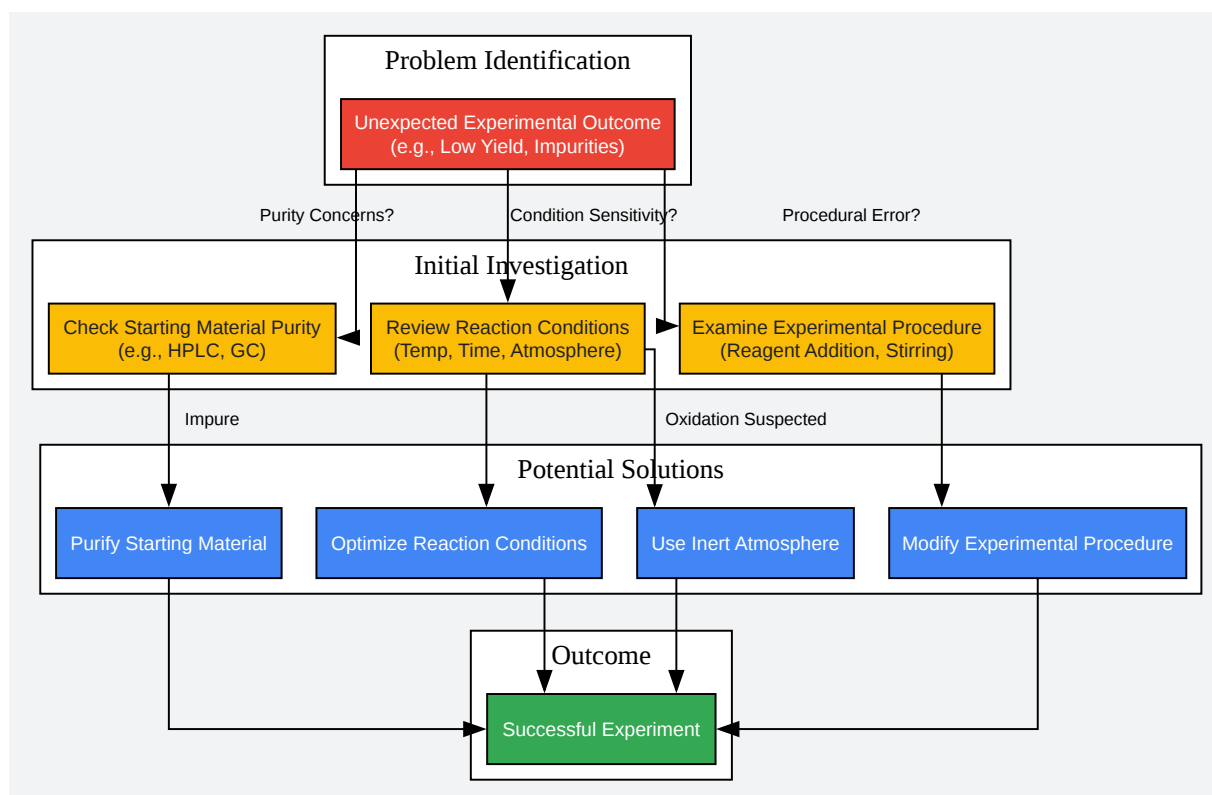 Problem Identification
Unexpected Experimental Outcome
(e.g., Low Yield, Impurities)
Purity Concerns?
Condition Sensitivity?
Procedural Error?
Initial Investigation
Check Starting Material Purity
(e.g., HPLC, GC)
Review Reaction Conditions
(Temp, Time, Atmosphere)
Examine Experimental Procedure
(Reagent Addition, Stirring)
Impure
Oxidation Suspected
Potential Solutions
Purify Starting Material
Optimize Reaction Conditions
Use Inert Atmosphere
Modify Experimental Procedure
Outcome
Successful Experiment